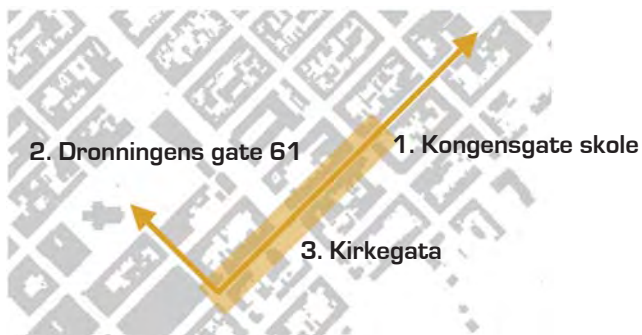 1. Kongensgate skole
2. Dronningens gate 61
3. Kirkegata